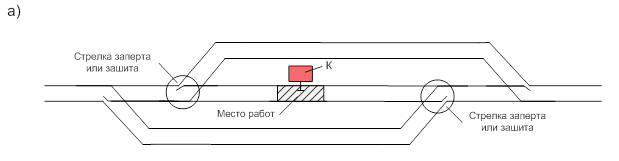 а)
Стрелка заперта
или зашита
К
Место работ
Стрелка заперта
или зашита